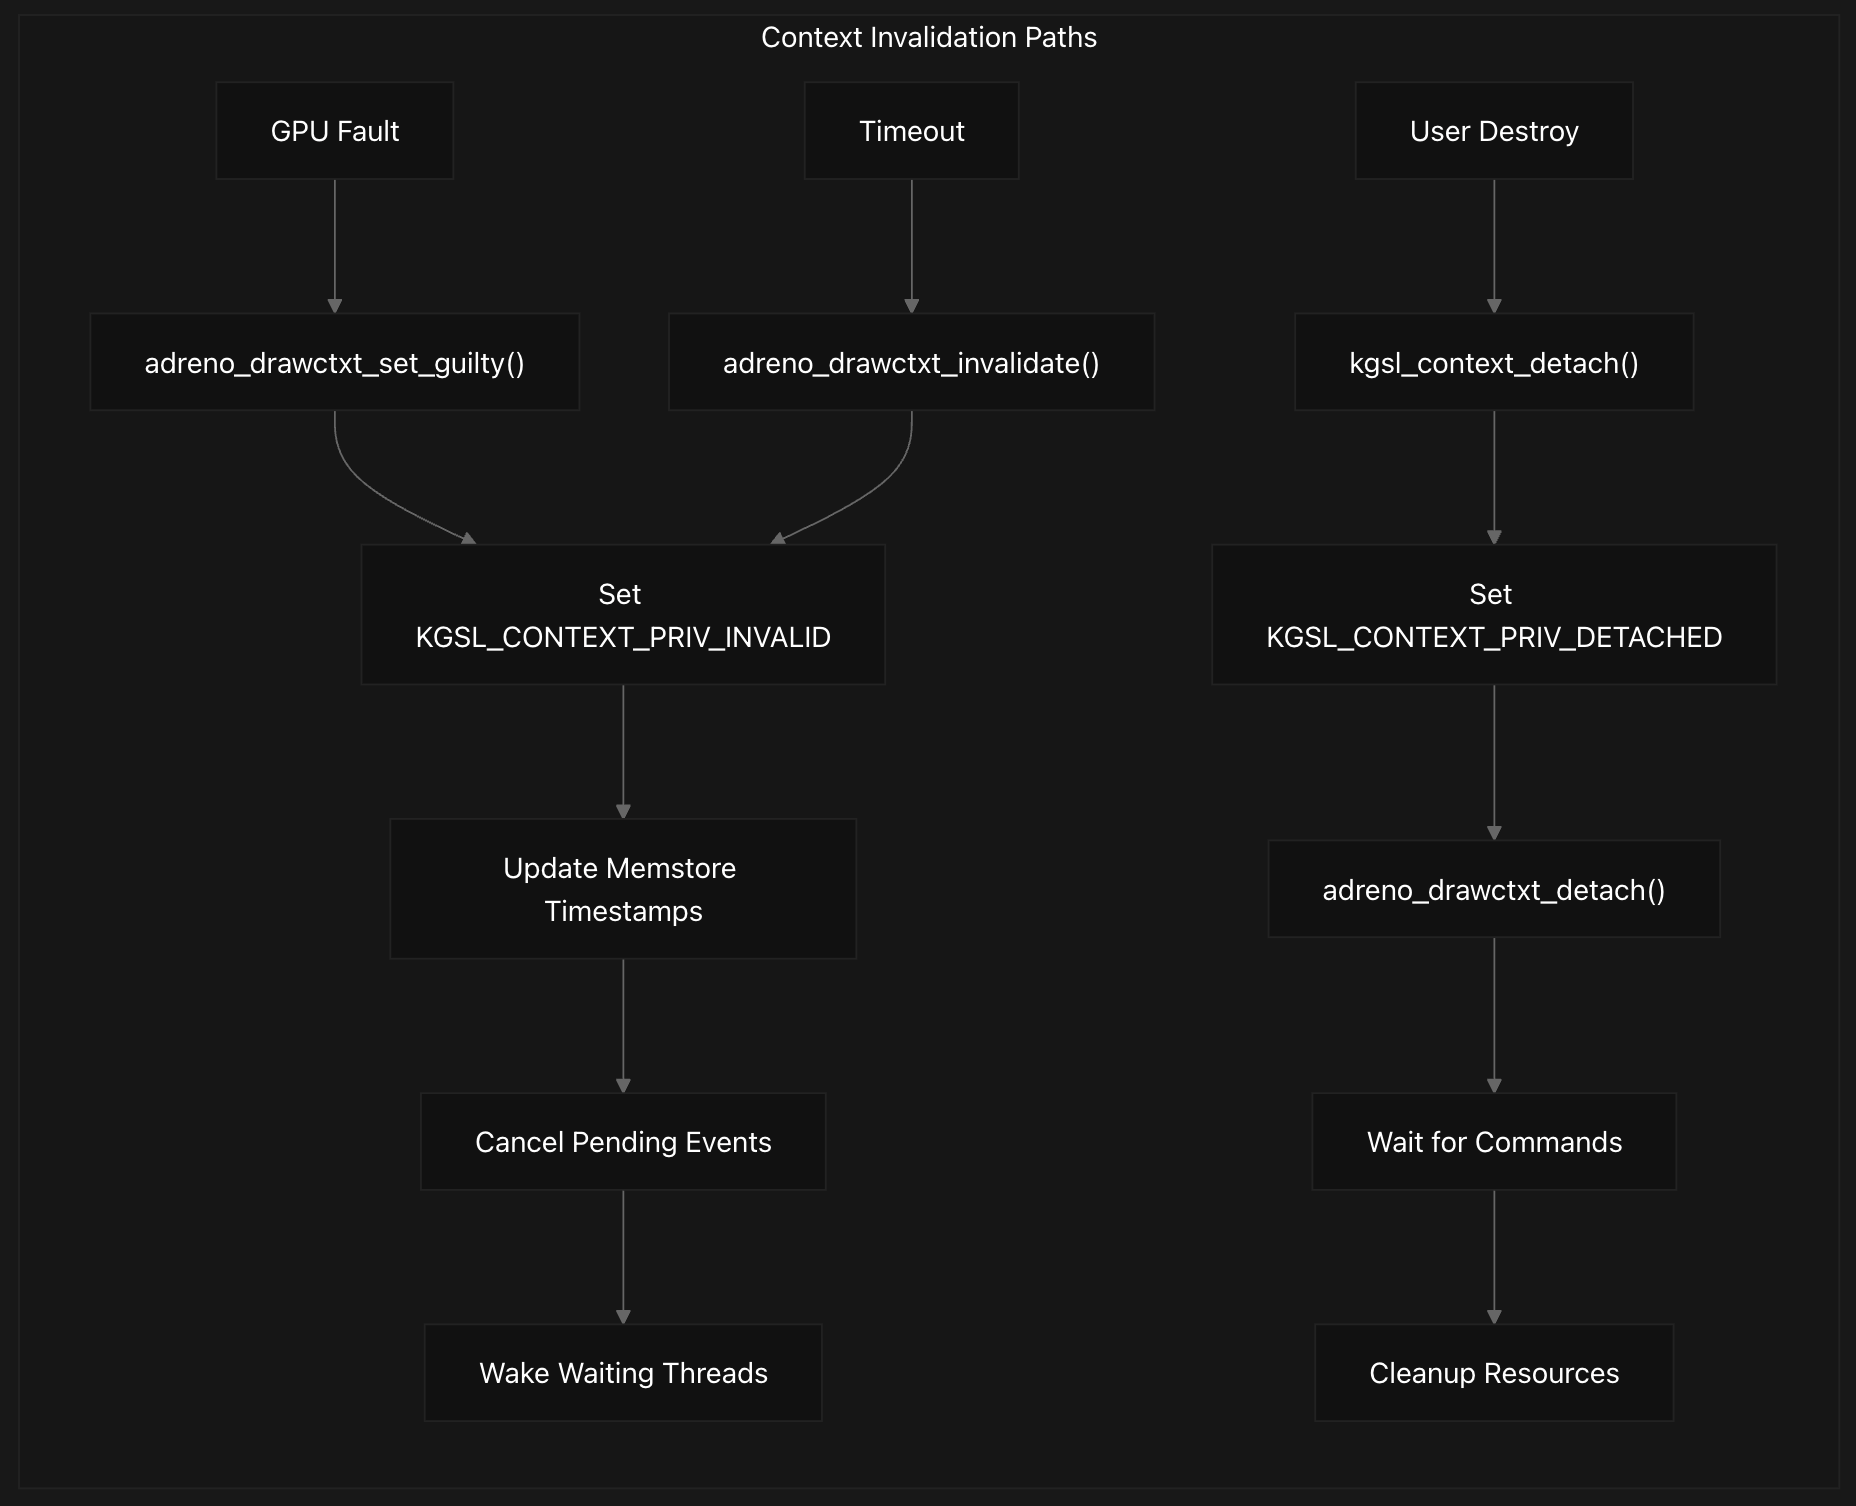 Context Invalidation Paths
GPU Fault
Timeout
User Destroy
adreno_drawctxt_set_guilty()
adreno_drawctxt_invalidate()
kgsl_context_detach()
Set
KGSL_CONTEXT_PRIV_INVALID
Set
KGSL_CONTEXT_PRIV_DETACHED
Update Memstore
Timestamps
adreno_drawctxt_detach()
Cancel Pending Events
Wait for Commands
Wake Waiting Threads
Cleanup Resources